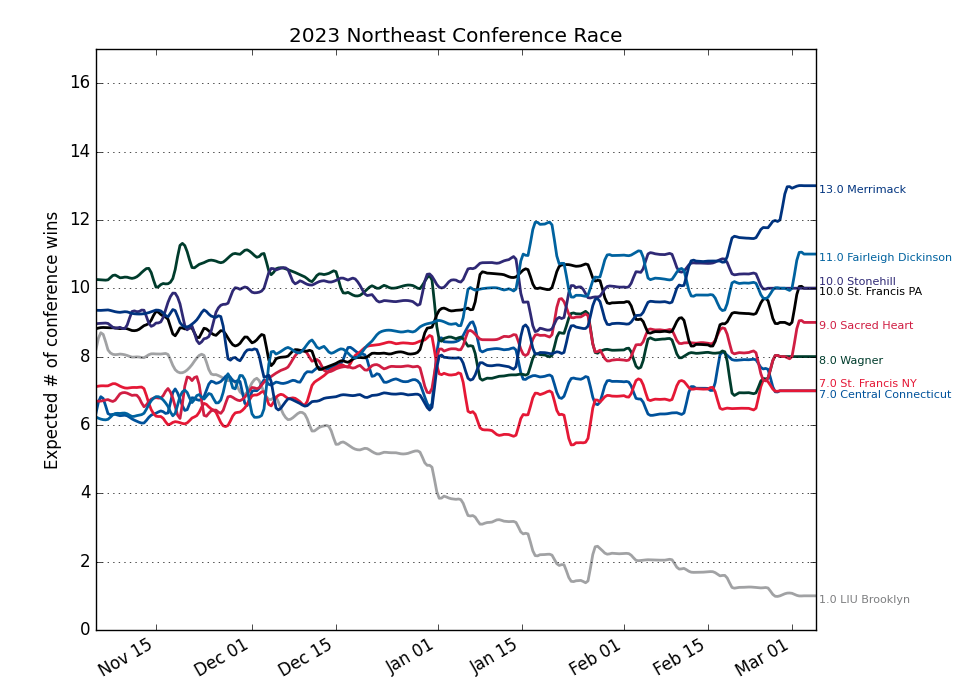 2023 Northeast Conference Race
Expected # of conference wins
16
14
12
10
8
6
4
2
0
Nov 15
Dec 01
Dec 15
Jan 01
Jan 15
Feb 01
Feb 15
Mar 01
13.0 Merrimack
11.0 Fairleigh Dickinson
10.0 Stonehill
10.0 St. Francis PA
9.0 Sacred Heart
8.0 Wagner
7.0 St. Francis NY
7.0 Central Connecticut
1.0 LIU Brooklyn